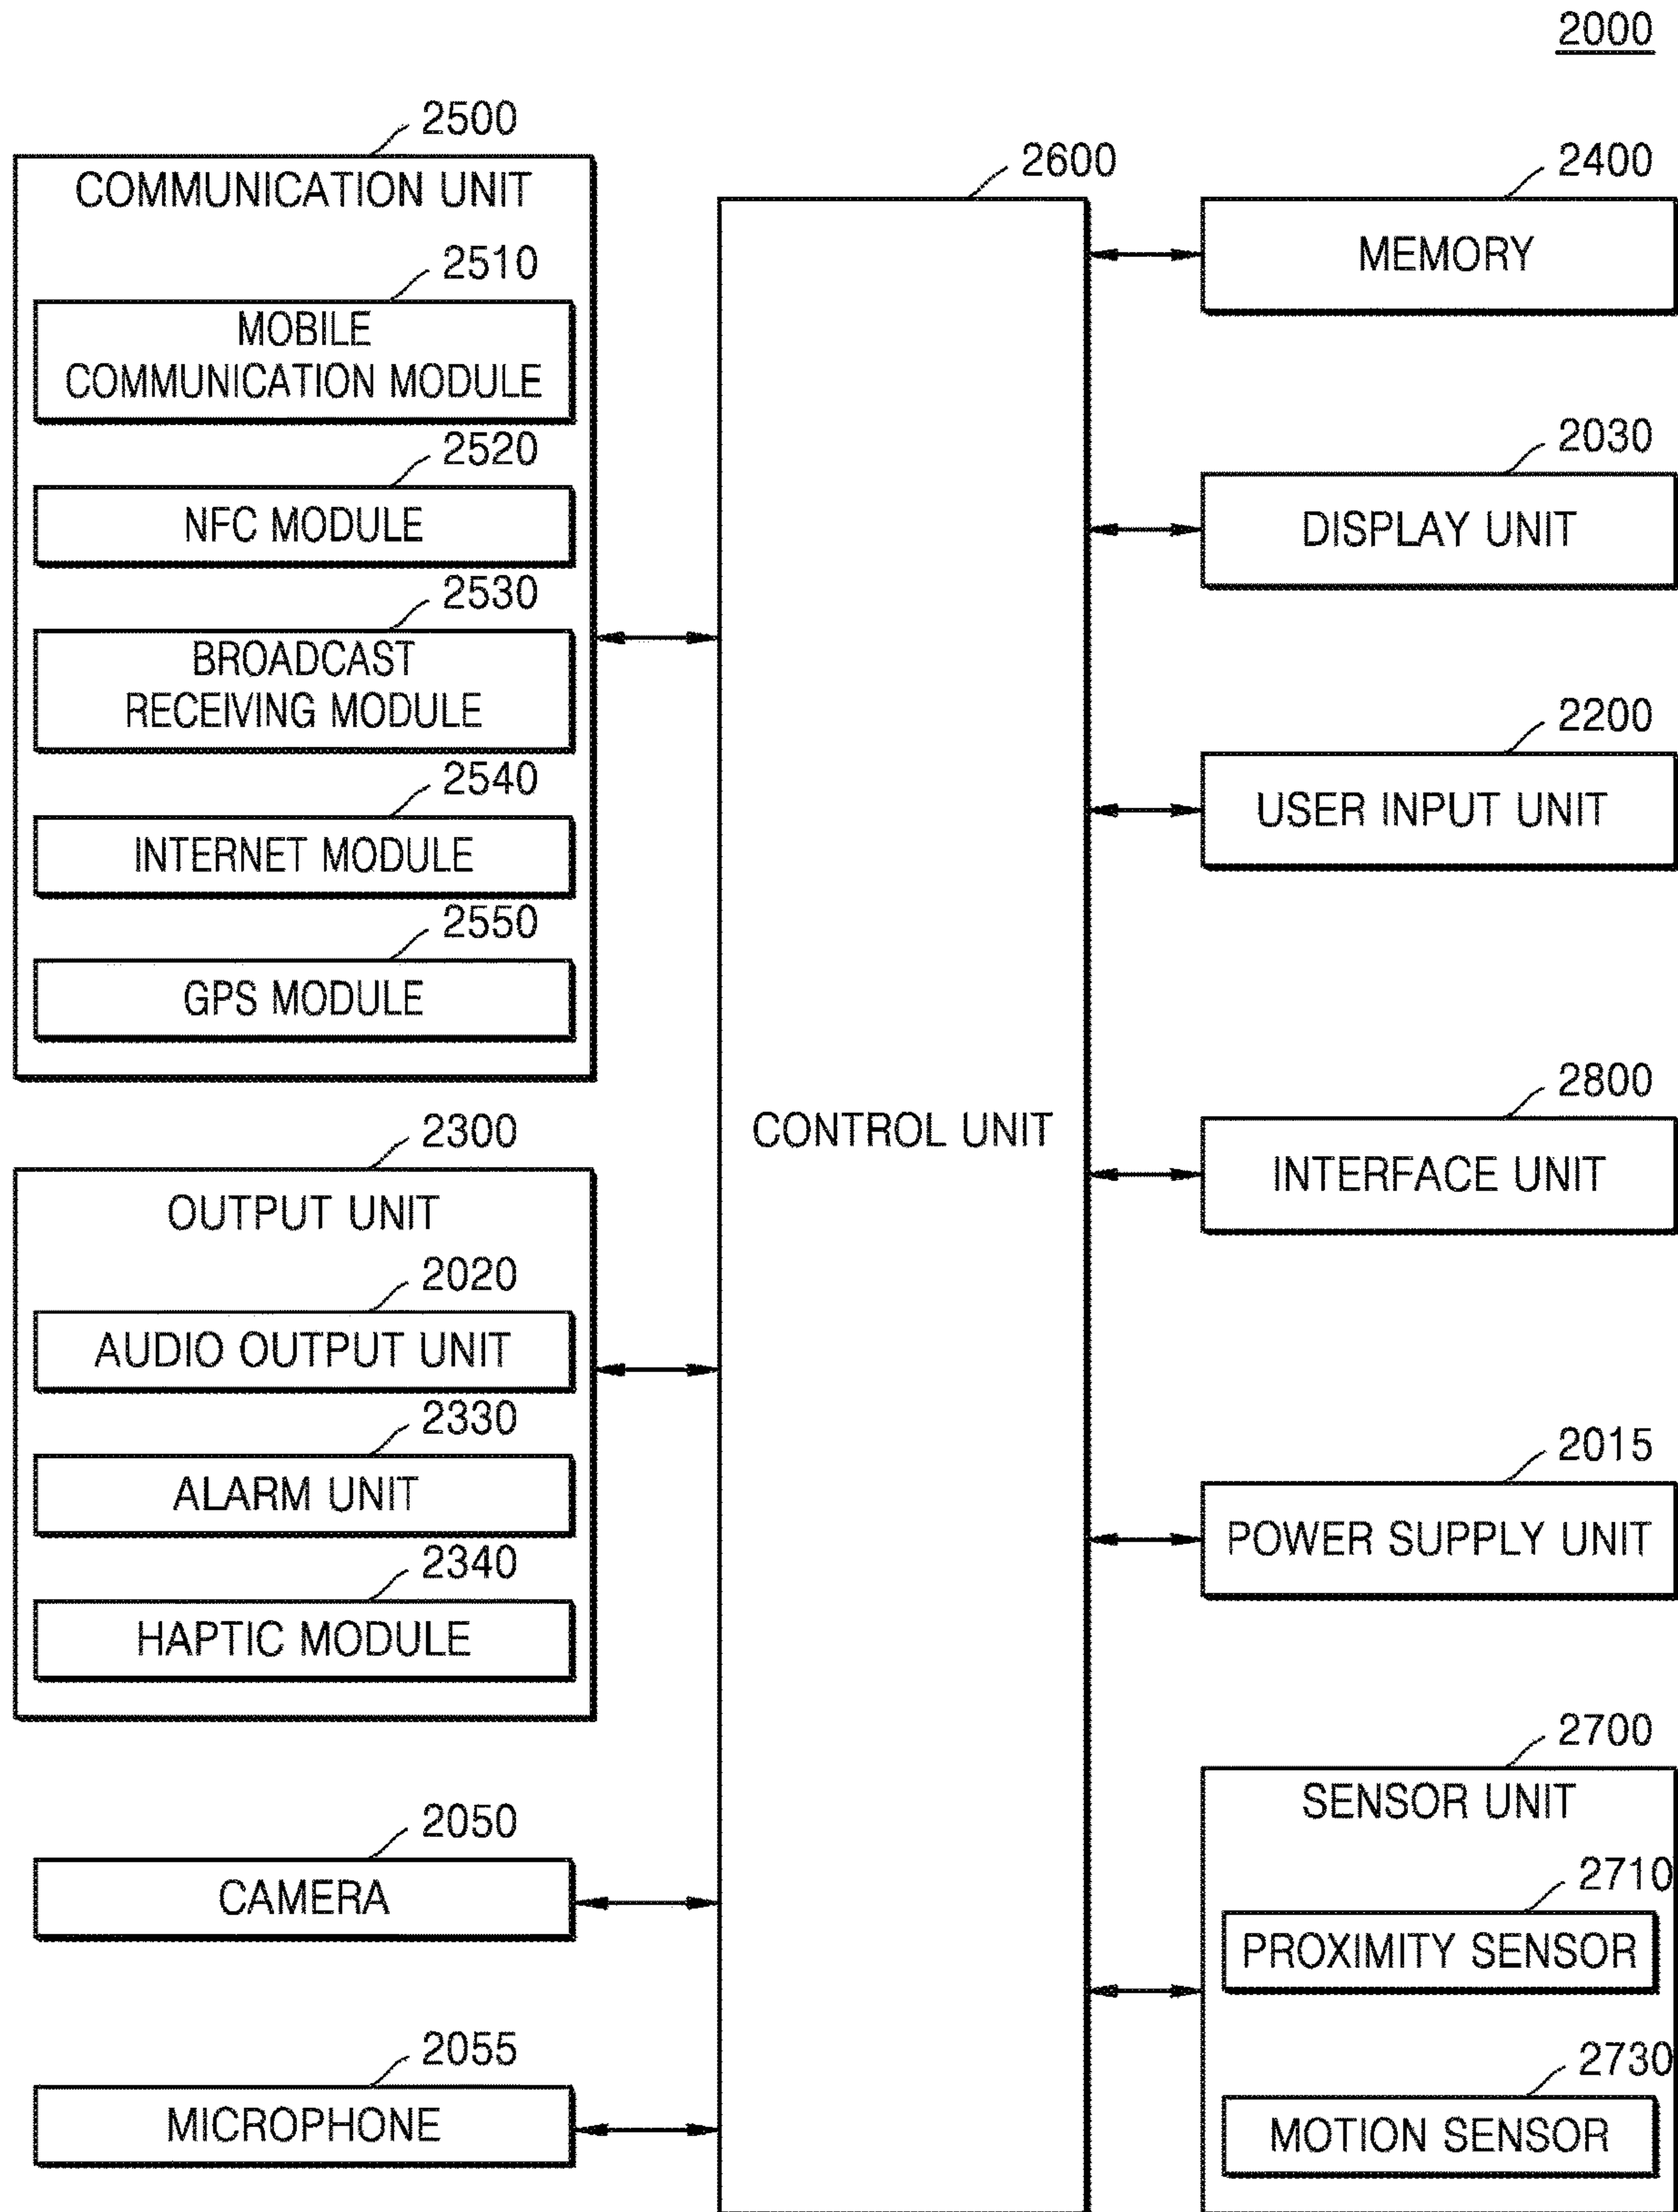 2000
2500
COMMUNICATION UNIT
2510
MOBILE
COMMUNICATION MODULE
2520
NFC MODULE
2530
BROADCAST
RECEIVING MODULE
2540
INTERNET MODULE
2550
GPS MODULE
2300
OUTPUT UNIT
2020
AUDIO OUTPUT UNIT
2330
ALARM UNIT
2340
HAPTIC MODULE
2050
CAMERA
2055
MICROPHONE
2600
CONTROL UNIT
2400
MEMORY
2030
DISPLAY UNIT
2200
USER INPUT UNIT
2800
INTERFACE UNIT
2015
POWER SUPPLY UNIT
2700
SENSOR UNIT
2710
PROXIMITY SENSOR
2730
MOTION SENSOR